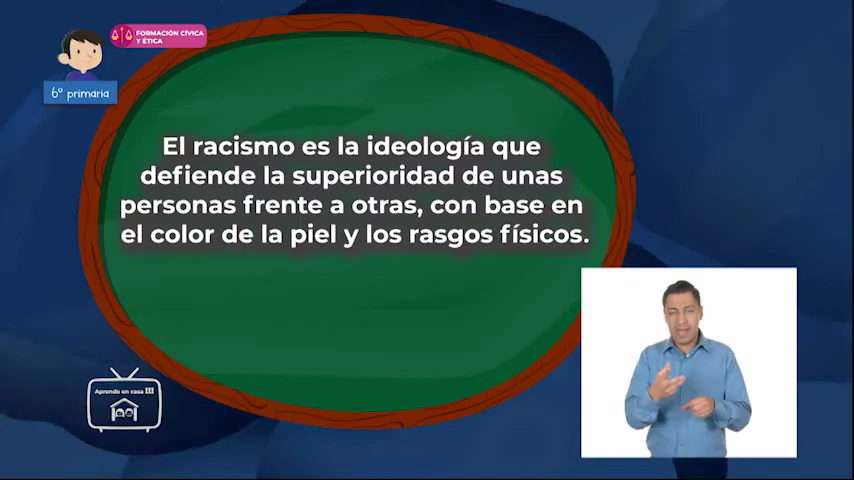 FORMACIÓN CÍVICA
Y ÉTICA
6° primaria
El racismo es la ideología que
defiende la superioridad de unas
personas frente a otras, con base en
el color de la piel y los rasgos físicos.
Aprende en casa III